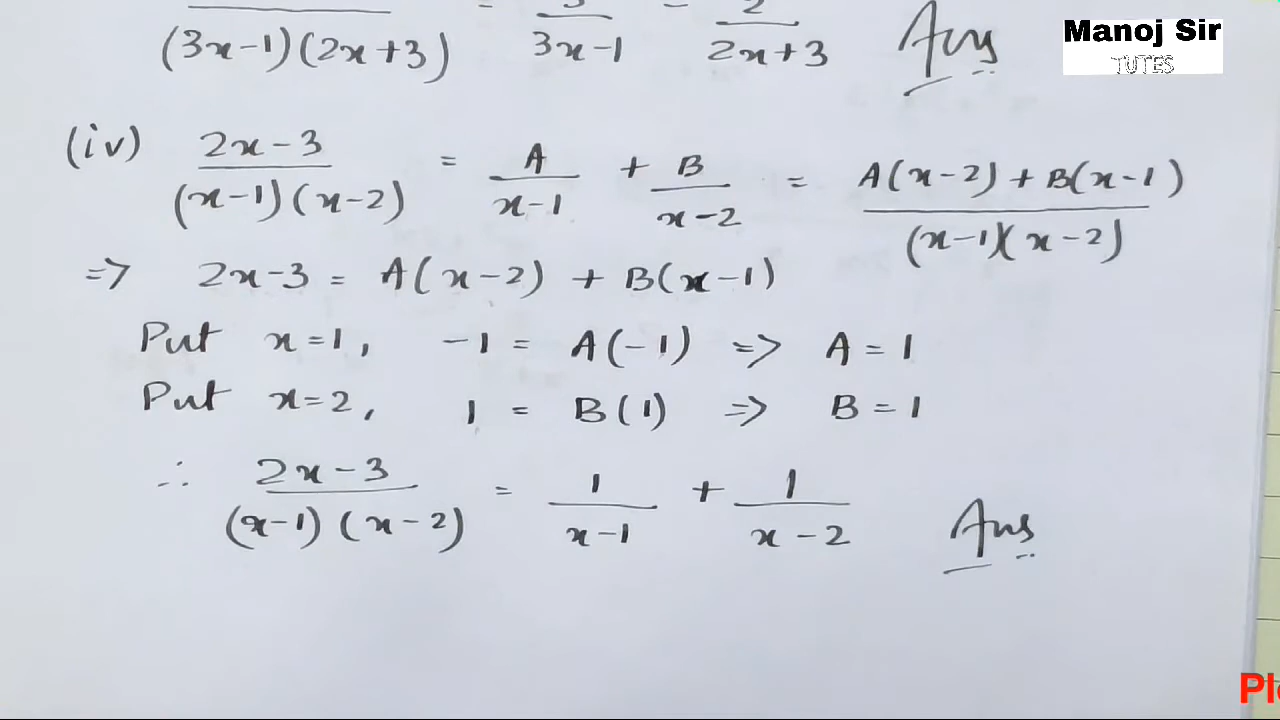 (3x-1)(2x+3) = 3/(3x-1) - 2/(2x+3) Ans
Manoj Sir
TUTES
(iv) (2x-3)/((x-1)(x-2)) = A/(x-1) + B/(x-2) = (A(x-2) + B(x-1))/((x-1)(x-2))
=> 2x-3 = A(x-2) + B(x-1)
Put x=1, -1 = A(-1) => A = 1
Put x=2, 1 = B(1) => B = 1
∴ (2x-3)/((x-1)(x-2)) = 1/(x-1) + 1/(x-2) Ans